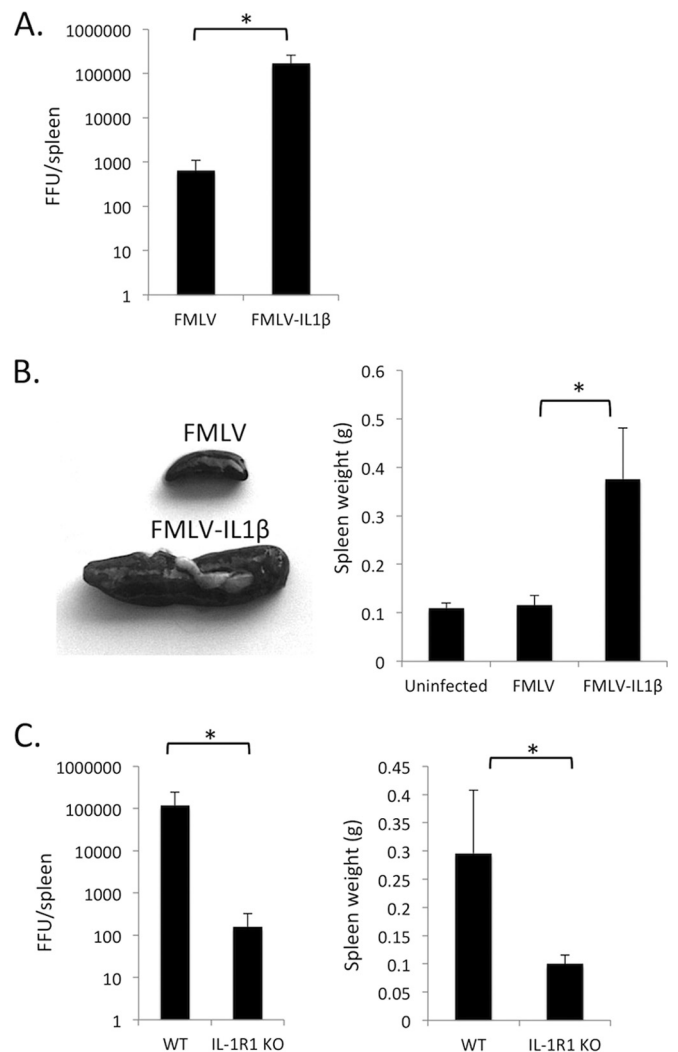 A.
*
1000000
100000
10000
1000
100
10
1
FFU/spleen
FMLV
FMLV-IL1β
B.
FMLV
FMLV-IL1β
*
0.6
0.5
0.4
0.3
0.2
0.1
0
Spleen weight (g)
Uninfected
FMLV
FMLV-IL1β
C.
*
1000000
100000
10000
1000
100
10
1
FFU/spleen
WT
IL-1R1 KO
*
0.45
0.4
0.35
0.3
0.25
0.2
0.15
0.1
0.05
0
Spleen weight (g)
WT
IL-1R1 KO